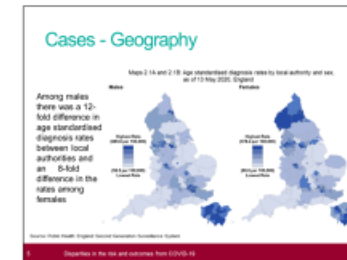 Cases - Geography
Maps 2.1A and 2.1B: Age standardised diagnosis rates by local authority and sex,
as of 13 May 2020, England
Males
Females
Among males
there was a 12-
fold difference in
age standardised
diagnosis rates
between local
authorities and
an 8-fold
difference in the
rates among
females
Highest Rate
Lowest Rate
Highest Rate
Lowest Rate
Source: Public Health England Second Generation Surveillance System
5 Disparities in the risk and outcomes from COVID-19